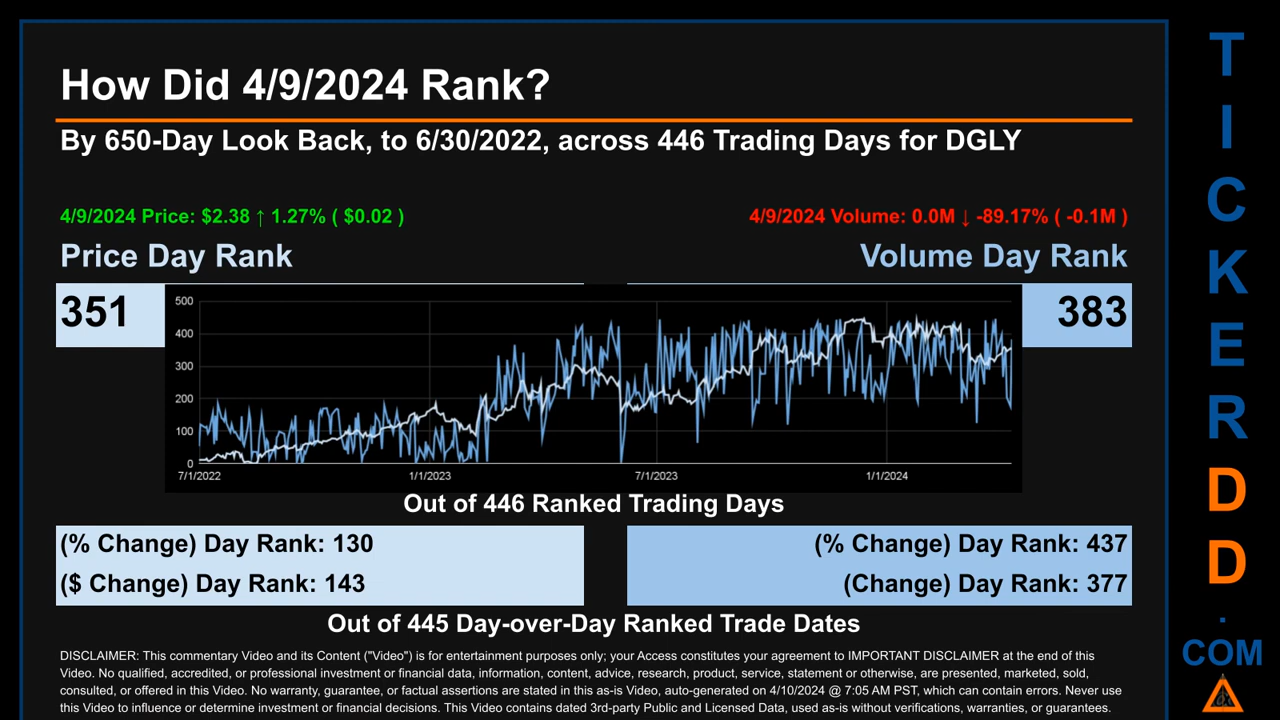 How Did 4/9/2024 Rank?
By 650-Day Look Back, to 6/30/2022, across 446 Trading Days for DGLY
4/9/2024 Price: $2.38 ↑ 1.27% ( $0.02 )
4/9/2024 Volume: 0.0M ↓ -89.17% ( -0.1M )
Price Day Rank
Volume Day Rank
351
383
500
400
300
200
100
0
7/1/2022
1/1/2023
7/1/2023
1/1/2024
Out of 446 Ranked Trading Days
(% Change) Day Rank: 130
($ Change) Day Rank: 143
(% Change) Day Rank: 437
(Change) Day Rank: 377
Out of 445 Day-over-Day Ranked Trade Dates
DISCLAIMER: This commentary Video and its Content ("Video") is for entertainment purposes only; your Access constitutes your agreement to IMPORTANT DISCLAIMER at the end of this
Video. No qualified, accredited, or professional investment or financial data, information, content, advice, research, product, service, statement or otherwise, are presented, marketed, sold,
consulted, or offered in this Video. No warranty, guarantee, or factual assertions are stated in this as-is Video, auto-generated on 4/10/2024 @ 7:05 AM PST, which can contain errors. Never use
this Video to influence or determine investment or financial decisions. This Video contains dated 3rd-party Public and Licensed Data, used as-is without verifications, warranties, or guarantees.
T
I
C
K
E
R
D
D
.
COM